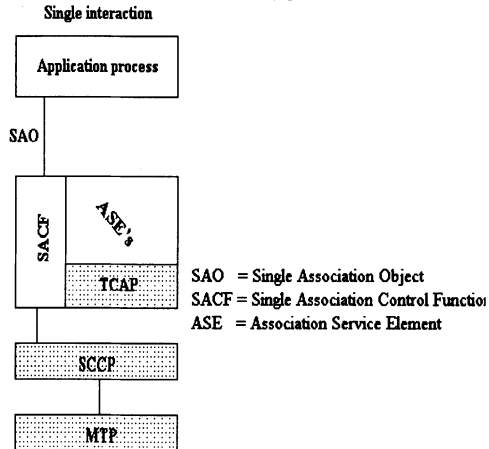 Single interaction
Application process
SAO
SACF
ASE's
TCAP
SAO = Single Association Object
SACF = Single Association Control Function
ASE = Association Service Element
SCCP
MTP